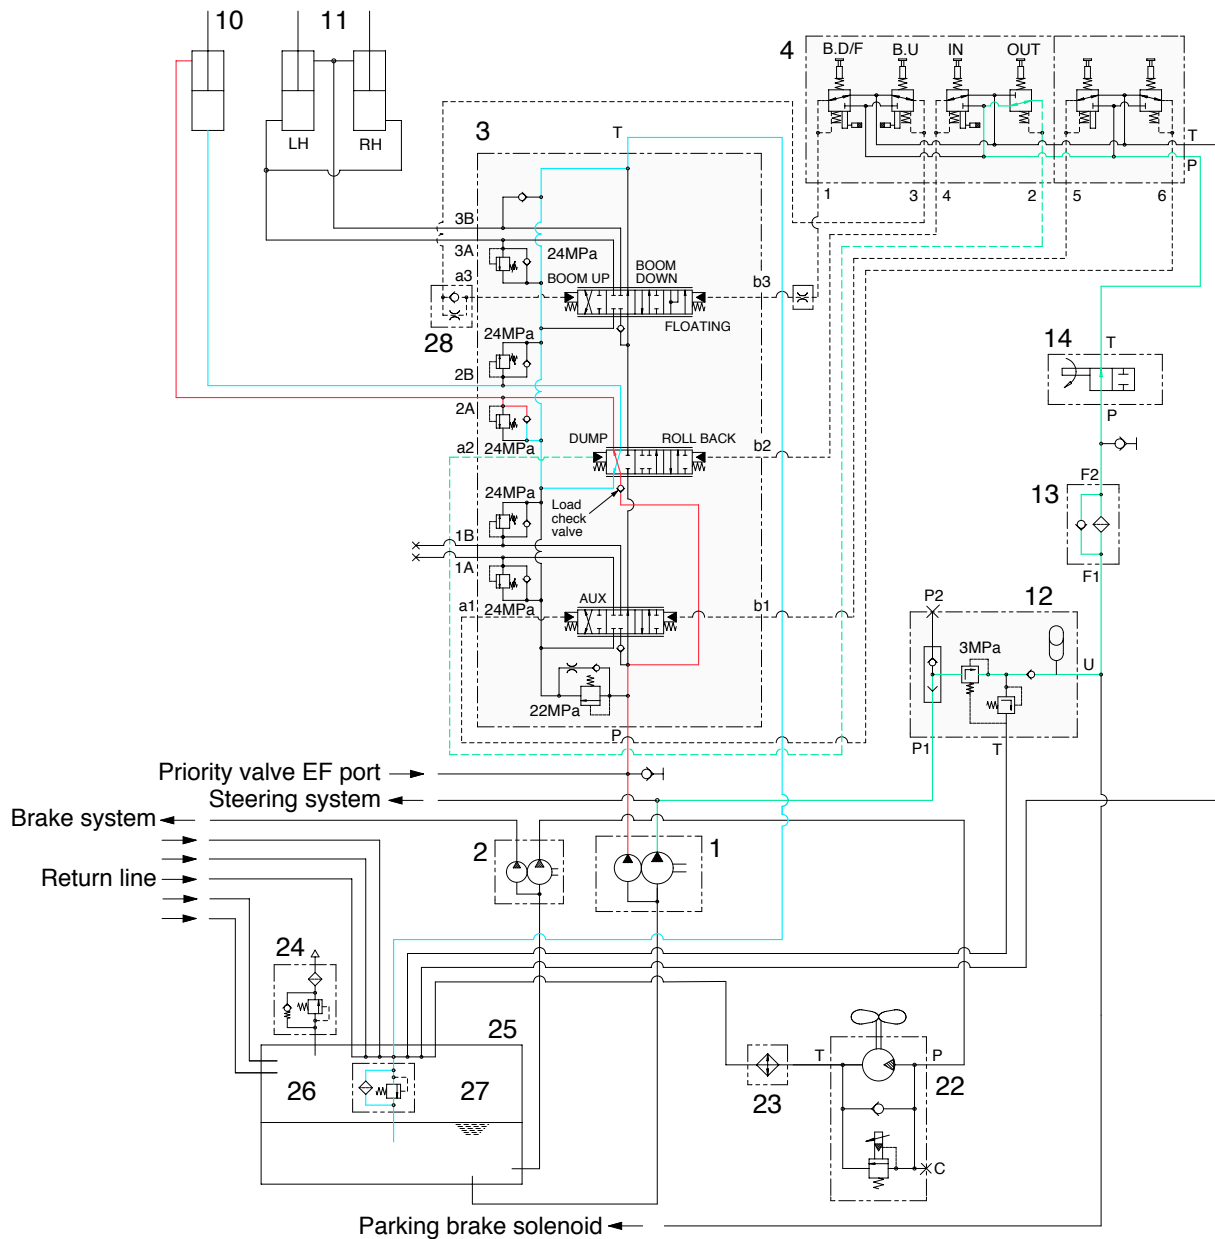 10
11
LH
RH
4
B.D/F
B.U
IN
OUT
T
P
1
3
4
2
5
6
3
T
3B
3A
24MPa
a3
BOOM UP
BOOM DOWN
b3
FLOATING
28
24MPa
2B
2A
24MPa
a2
DUMP
ROLL BACK
b2
24MPa
Load
check
valve
1B
1A
24MPa
a1
AUX
b1
22MPa
P
14
T
P
13
F2
F1
P2
12
3MPa
U
P1
T
Priority valve EF port
Steering system
Brake system
Return line
2
1
24
25
26
27
23
T
P
22
C
Parking brake solenoid